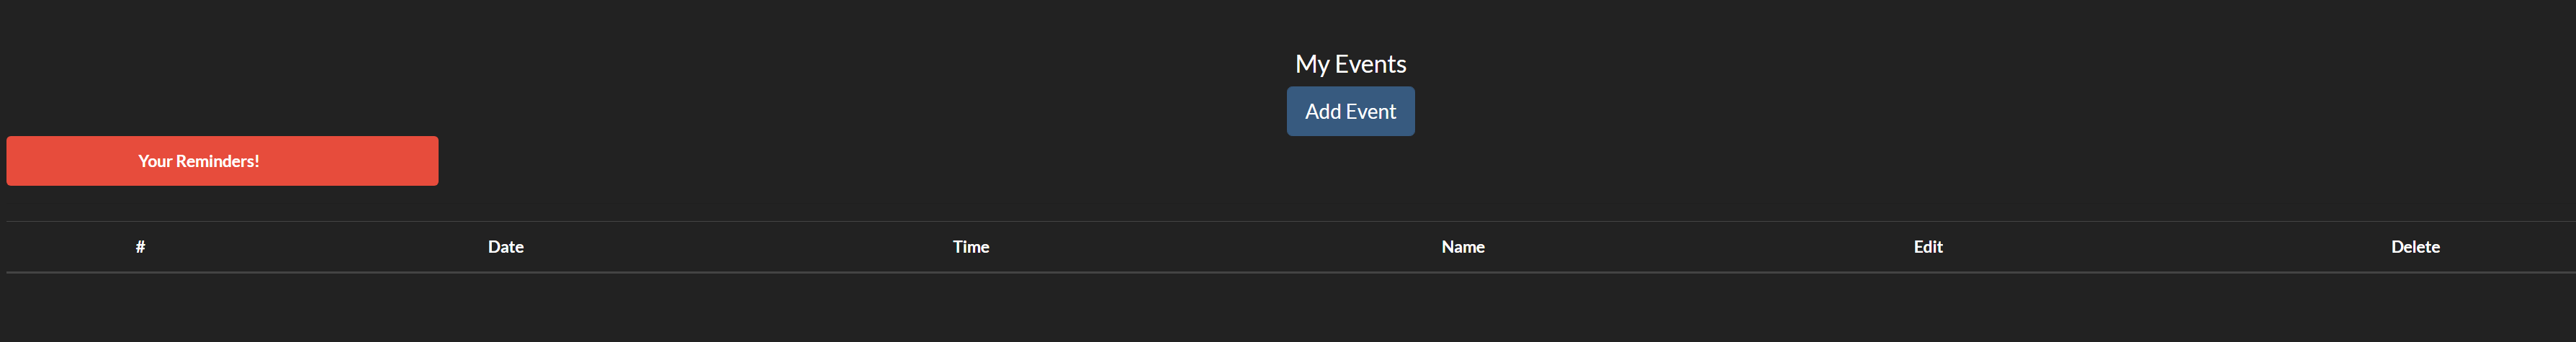 My Events
Add Event
Your Reminders!
# Date Time Name Edit Delete